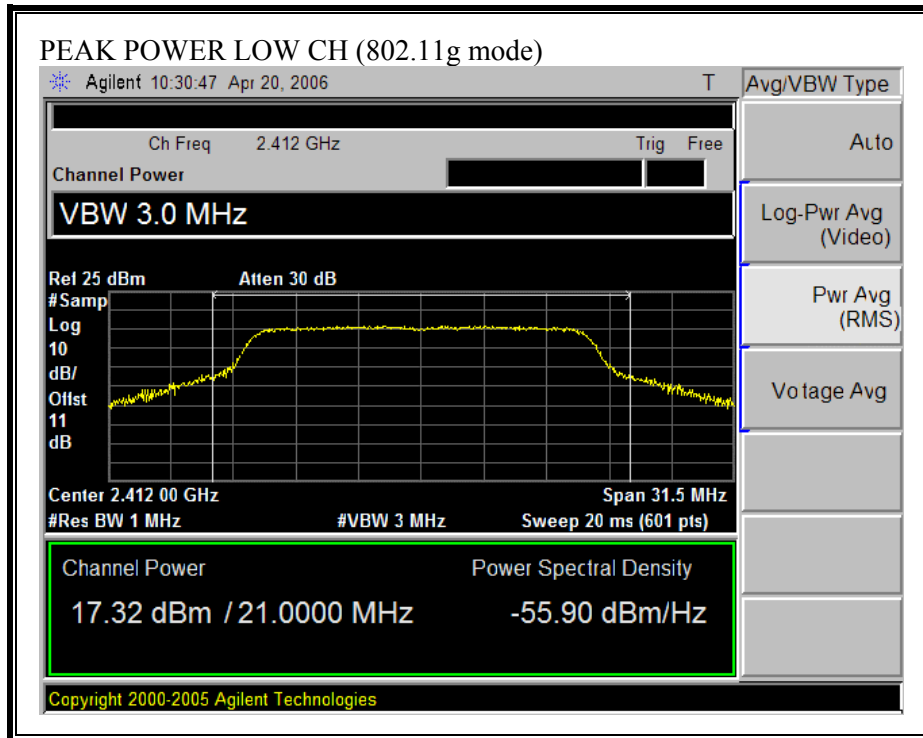 PEAK POWER LOW CH (802.11g mode)
Agilent 10:30:47 Apr 20, 2006 T
Avg/VBW Type
Ch Freq 2.412 GHz Trig Free
Channel Power
VBW 3.0 MHz
Auto
Log-Pwr Avg
(Video)
Pwr Avg
(RMS)
Voltage Avg
Ref 25 dBm Atten 30 dB
#Samp
Log
10
dB/
Offst
11
dB
Center 2.412 00 GHz Span 31.5 MHz
#Res BW 1 MHz #VBW 3 MHz Sweep 20 ms (601 pts)
Channel Power Power Spectral Density
17.32 dBm / 21.0000 MHz -55.90 dBm/Hz
Copyright 2000-2005 Agilent Technologies